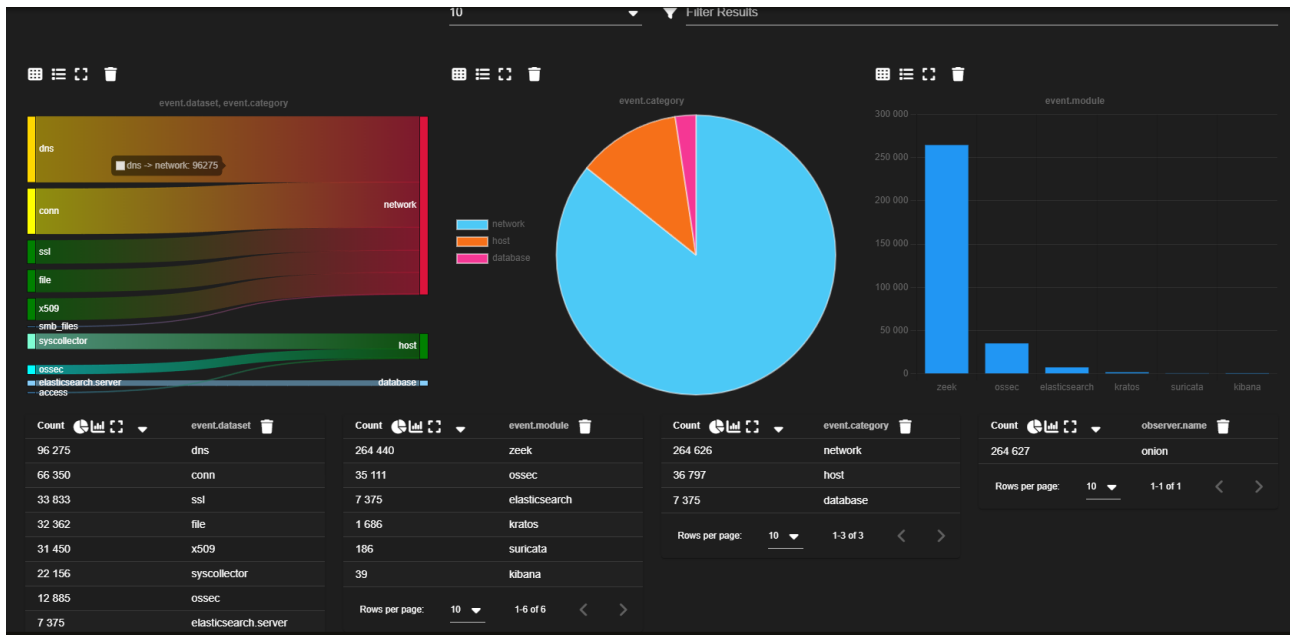 10 Filter Results
event.dataset, event.category
dns
dns -> network: 96275
conn
network
ssl
file
x509
smb_files
syscollector
host
ossec
elasticsearch.server
database
access
event.category
network
host
database
event.module
300 000
250 000
200 000
150 000
100 000
50 000
0
zeek ossec elasticsearch kratos suricata kibana
Count event.dataset
96 275 dns
66 350 conn
33 833 ssl
32 362 file
31 450 x509
22 156 syscollector
12 885 ossec
7 375 elasticsearch.server
Count event.module
264 440 zeek
35 111 ossec
7 375 elasticsearch
1 686 kratos
186 suricata
39 kibana
Rows per page: 10 1-6 of 6
Count event.category
264 626 network
36 797 host
7 375 database
Rows per page: 10 1-3 of 3
Count observer.name
264 627 onion
Rows per page: 10 1-1 of 1